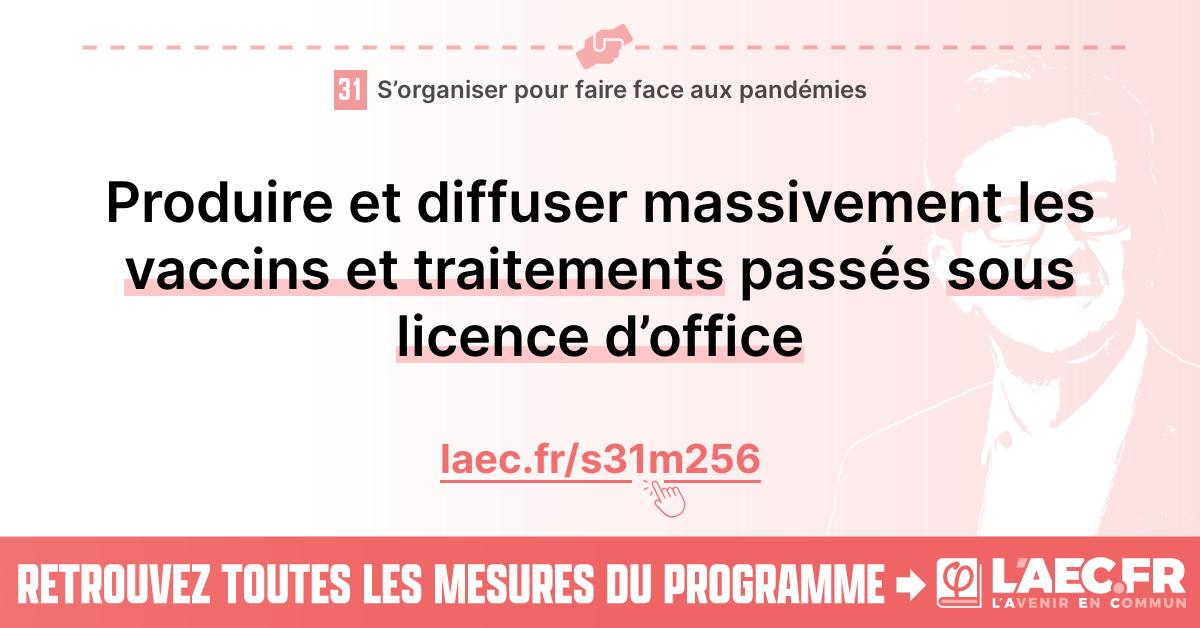 31 S’organiser pour faire face aux pandémies
Produire et diffuser massivement les
vaccins et traitements passés sous
licence d’office
laec.fr/s31m256
RETROUVEZ TOUTES LES MESURES DU PROGRAMME
L'AEC.FR
L'AVENIR EN COMMUN